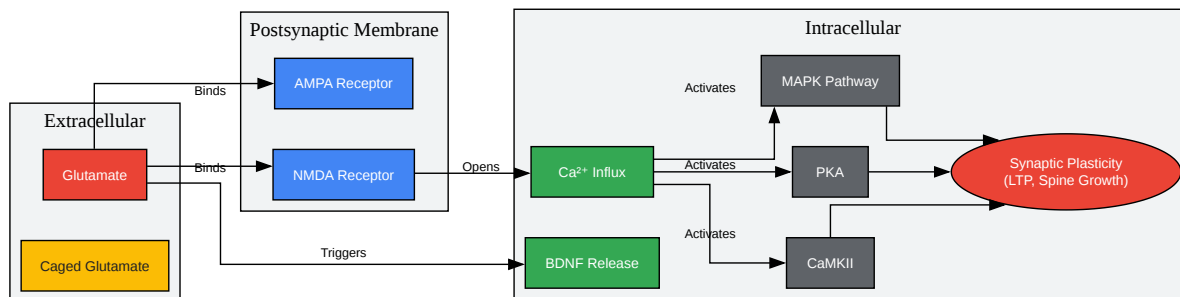 Postsynaptic Membrane
Intracellular
AMPA Receptor
Activates
MAPK Pathway
Binds
Extracellular
Glutamate
Binds
NMDA Receptor
Opens
Ca²⁺ Influx
Activates
PKA
Synaptic Plasticity
(LTP, Spine Growth)
Activates
Triggers
Caged Glutamate
BDNF Release
CaMKII